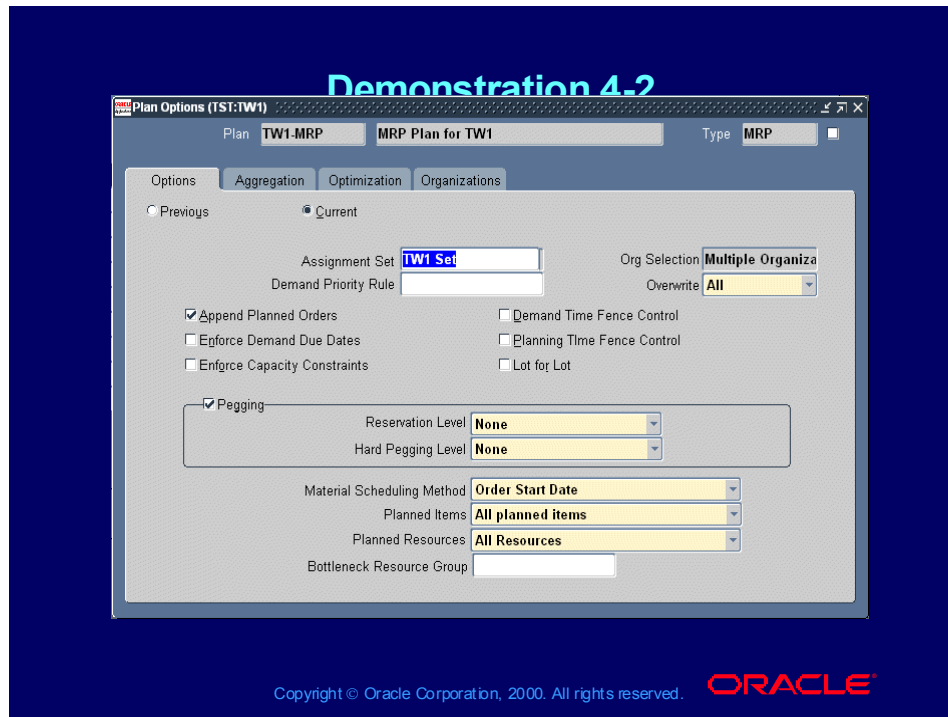 Demonstration 4-2
Plan Options (TST:TW1)
Plan TW1-MRP MRP Plan for TW1 Type MRP
Options Aggregation Optimization Organizations
Previous Current
Assignment Set TW1 Set Org Selection Multiple Organiza
Demand Priority Rule Overwrite All
Append Planned Orders Demand Time Fence Control
Enforce Demand Due Dates Planning TIme Fence Control
Enforce Capacity Constraints Lot for Lot
Pegging
Reservation Level None
Hard Pegging Level None
Material Scheduling Method Order Start Date
Planned Items All planned items
Planned Resources All Resources
Bottleneck Resource Group
Copyright © Oracle Corporation, 2000. All rights reserved. ORACLE®